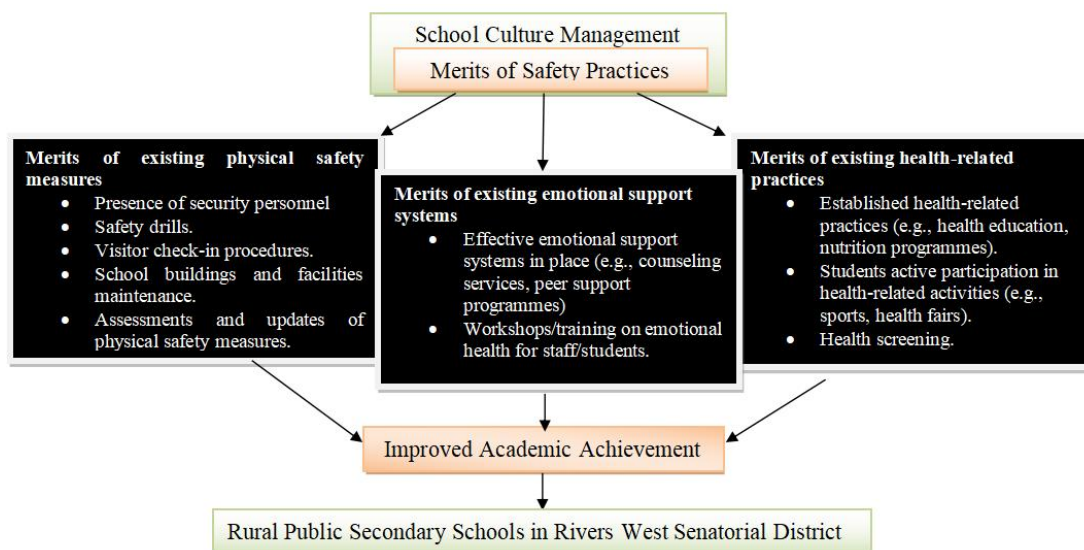 School Culture Management
Merits of Safety Practices
Merits of existing physical safety
measures
• Presence of security personnel
• Safety drills.
• Visitor check-in procedures.
• School buildings and facilities
maintenance.
• Assessments and updates of
physical safety measures.
Merits of existing emotional support
systems
• Effective emotional support
systems in place (e.g., counseling
services, peer support
programmes)
• Workshops/training on emotional
health for staff/students.
Merits of existing health-related
practices
• Established health-related
practices (e.g., health education,
nutrition programmes).
• Students active participation in
health-related activities (e.g.,
sports, health fairs).
• Health screening.
Improved Academic Achievement
Rural Public Secondary Schools in Rivers West Senatorial District